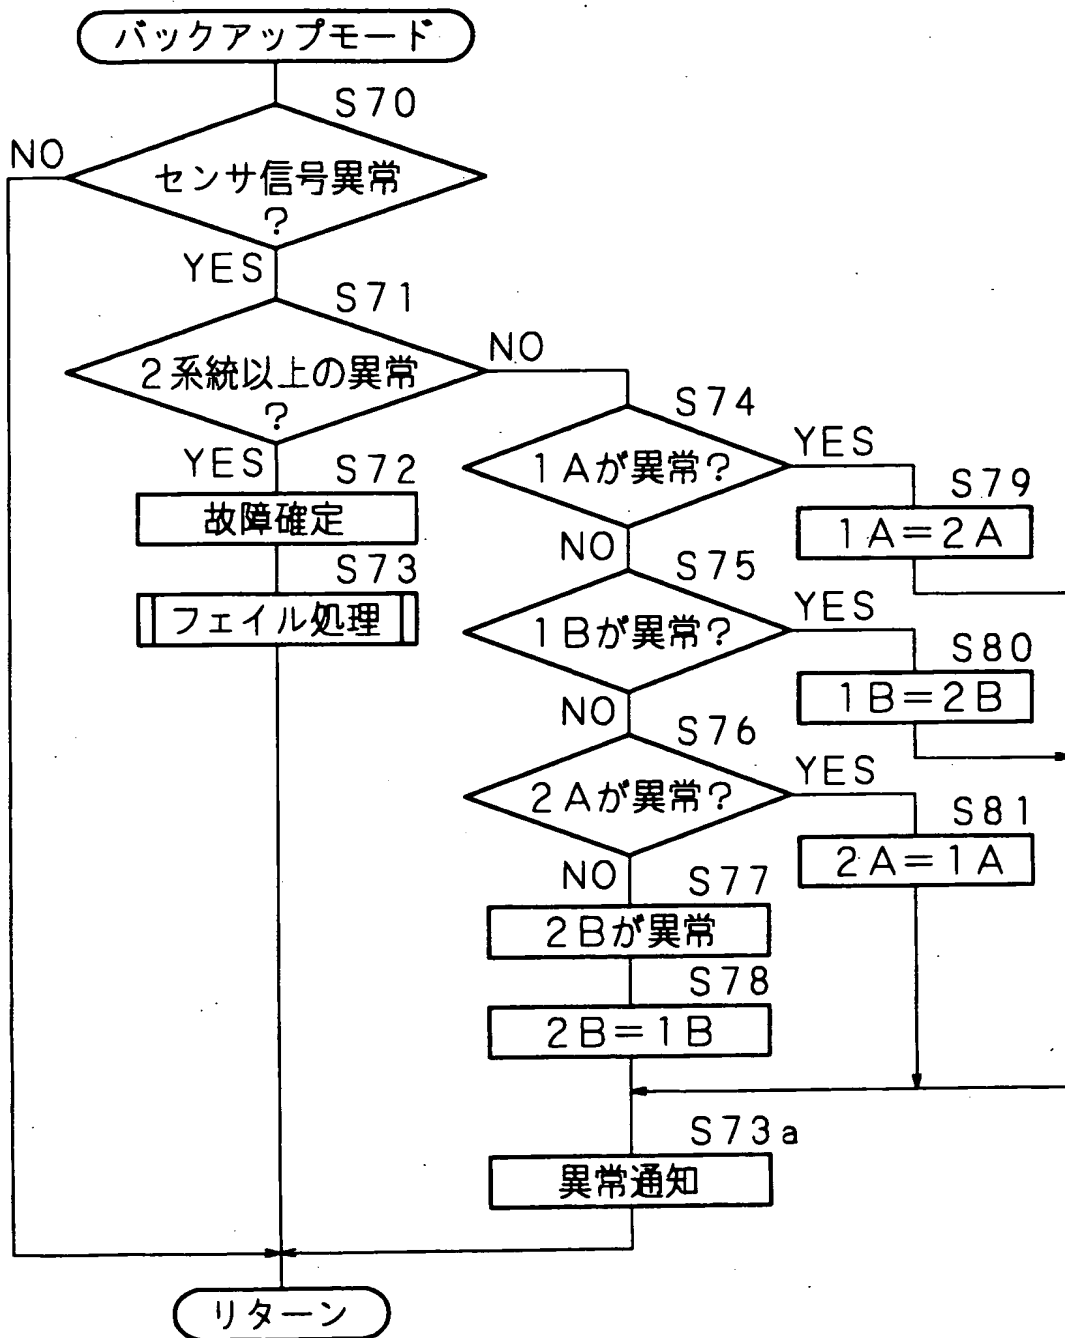 バックアップモード
S70
NO
センサ信号異常
?
YES
S71
NO
2系統以上の異常
?
YES
S72
故障確定
S73
フェイル処理
S74
YES
1Aが異常?
S79
1A=2A
NO
S75
YES
1Bが異常?
S80
1B=2B
NO
S76
YES
2Aが異常?
S81
2A=1A
NO
S77
2Bが異常
S78
2B=1B
S73a
異常通知
リターン